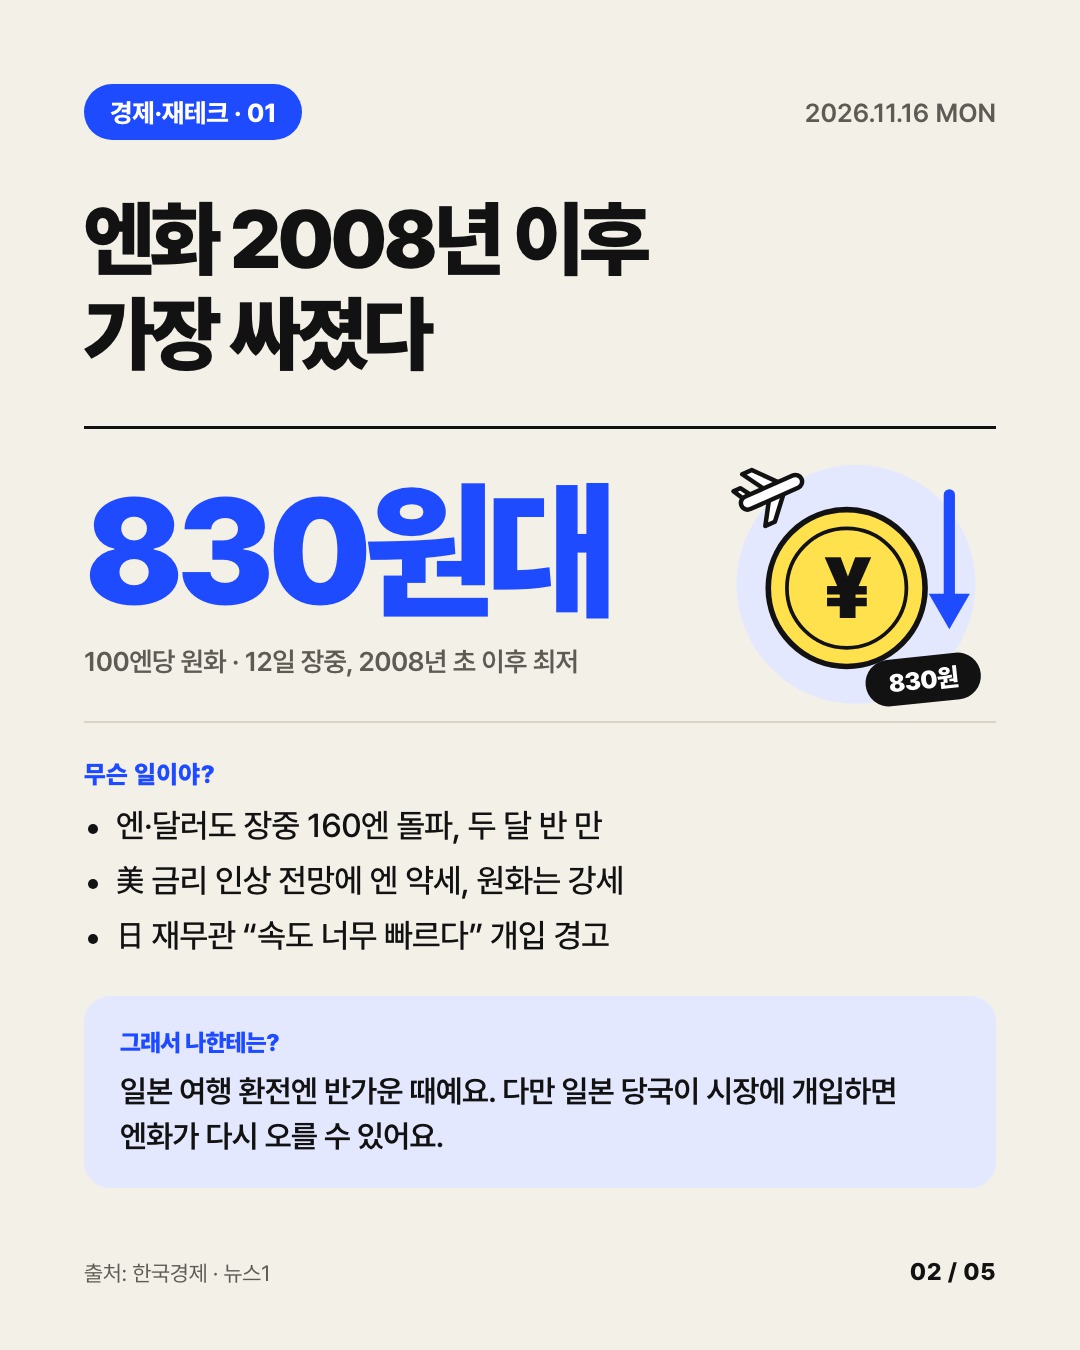 경제·재테크 · 01
2026.11.16 MON
엔화 2008년 이후
가장 싸졌다
830원대
100엔당 원화 · 12일 장중, 2008년 초 이후 최저
¥
830원
무슨 일이야?
• 엔·달러도 장중 160엔 돌파, 두 달 반 만
• 美 금리 인상 전망에 엔 약세, 원화는 강세
• 日 재무관 “속도 너무 빠르다” 개입 경고
그래서 나한테는?
일본 여행 환전엔 반가운 때예요. 다만 일본 당국이 시장에 개입하면
엔화가 다시 오를 수 있어요.
출처: 한국경제 · 뉴스1
02 / 05